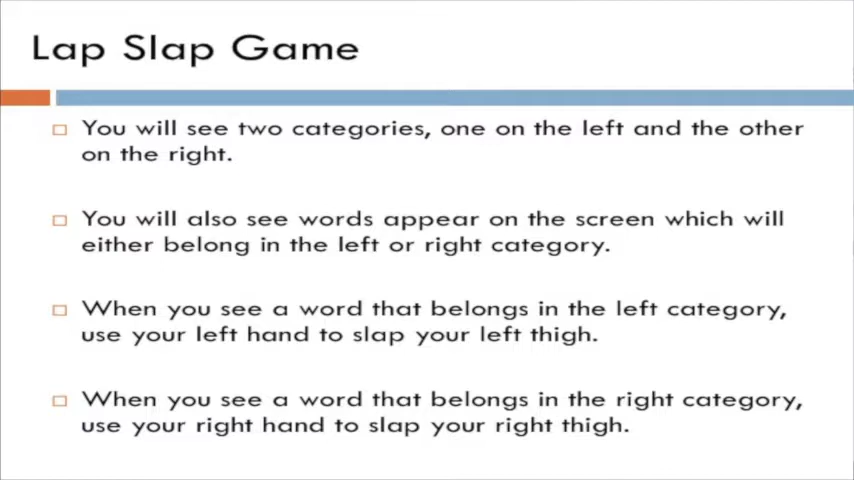 Lap Slap Game
You will see two categories, one on the left and the other
on the right.
You will also see words appear on the screen which will
either belong in the left or right category.
When you see a word that belongs in the left category,
use your left hand to slap your left thigh.
When you see a word that belongs in the right category,
use your right hand to slap your right thigh.